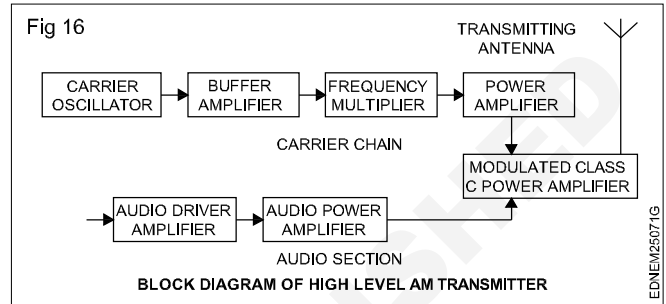 Fig 16
TRANSMITTING
ANTENNA
CARRIER
OSCILLATOR
BUFFER
AMPLIFIER
FREQUENCY
MULTIPLIER
POWER
AMPLIFIER
CARRIER CHAIN
MODULATED CLASS
C POWER AMPLIFIER
AUDIO DRIVER
AMPLIFIER
AUDIO POWER
AMPLIFIER
AUDIO SECTION
BLOCK DIAGRAM OF HIGH LEVEL AM TRANSMITTER
EDNEM25071G